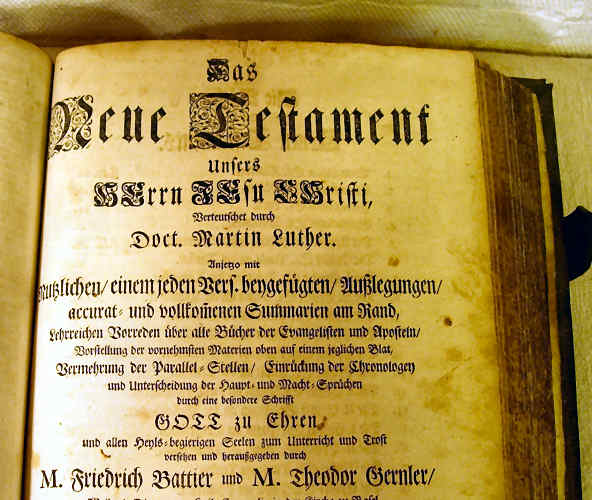 Das
Neue Testament
Unsers
HErrn JEsu CHristi,
Verteutschet durch
Doct. Martin Luther.
Anjetzo mit
Nutzlichen / einem jeden Vers. beygefügten / Außlegungen /
accurat- und vollkom̅enen Summarien am Rand,
Lehrreichen Vorreden über alle Bücher der Evangelisten und Aposteln /
Vorstellung der vornehmsten Materien oben auf einem jeglichen Blat,
Vermehrung der Parallel-Stellen / Einrückung der Chronologey
und Unterscheidung der Haupt- und Macht-Sprüchen
durch eine besondere Schrifft
GOTT zu Ehren
und allen Heyls-begierigen Seelen zum Unterricht und Trost
versehen und heraußgegeben durch
M. Friedrich Battier und M. Theodor Gernler /